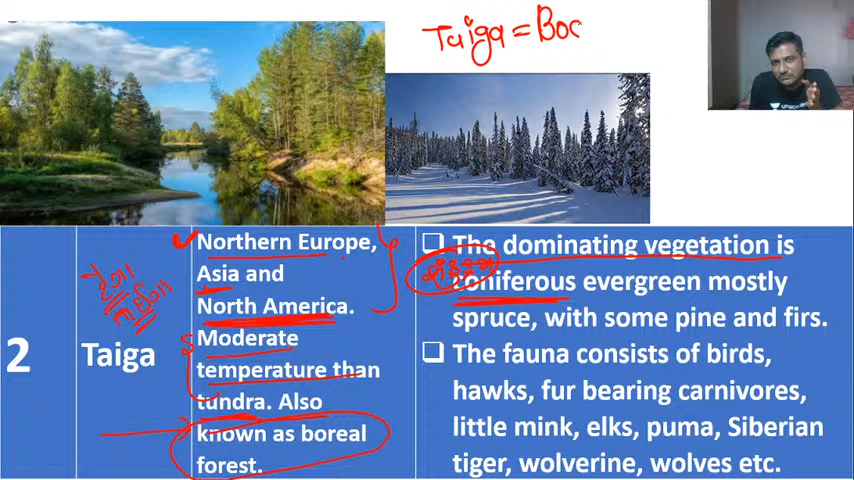 Taiga = Boo
2
Taiga
Northern Europe,
Asia and
North America.
Moderate
temperature than
tundra. Also
known as boreal
forest.
❑ The dominating vegetation is
coniferous evergreen mostly
spruce, with some pine and firs.
❑ The fauna consists of birds,
hawks, fur bearing carnivores,
little mink, elks, puma, Siberian
tiger, wolverine, wolves etc.